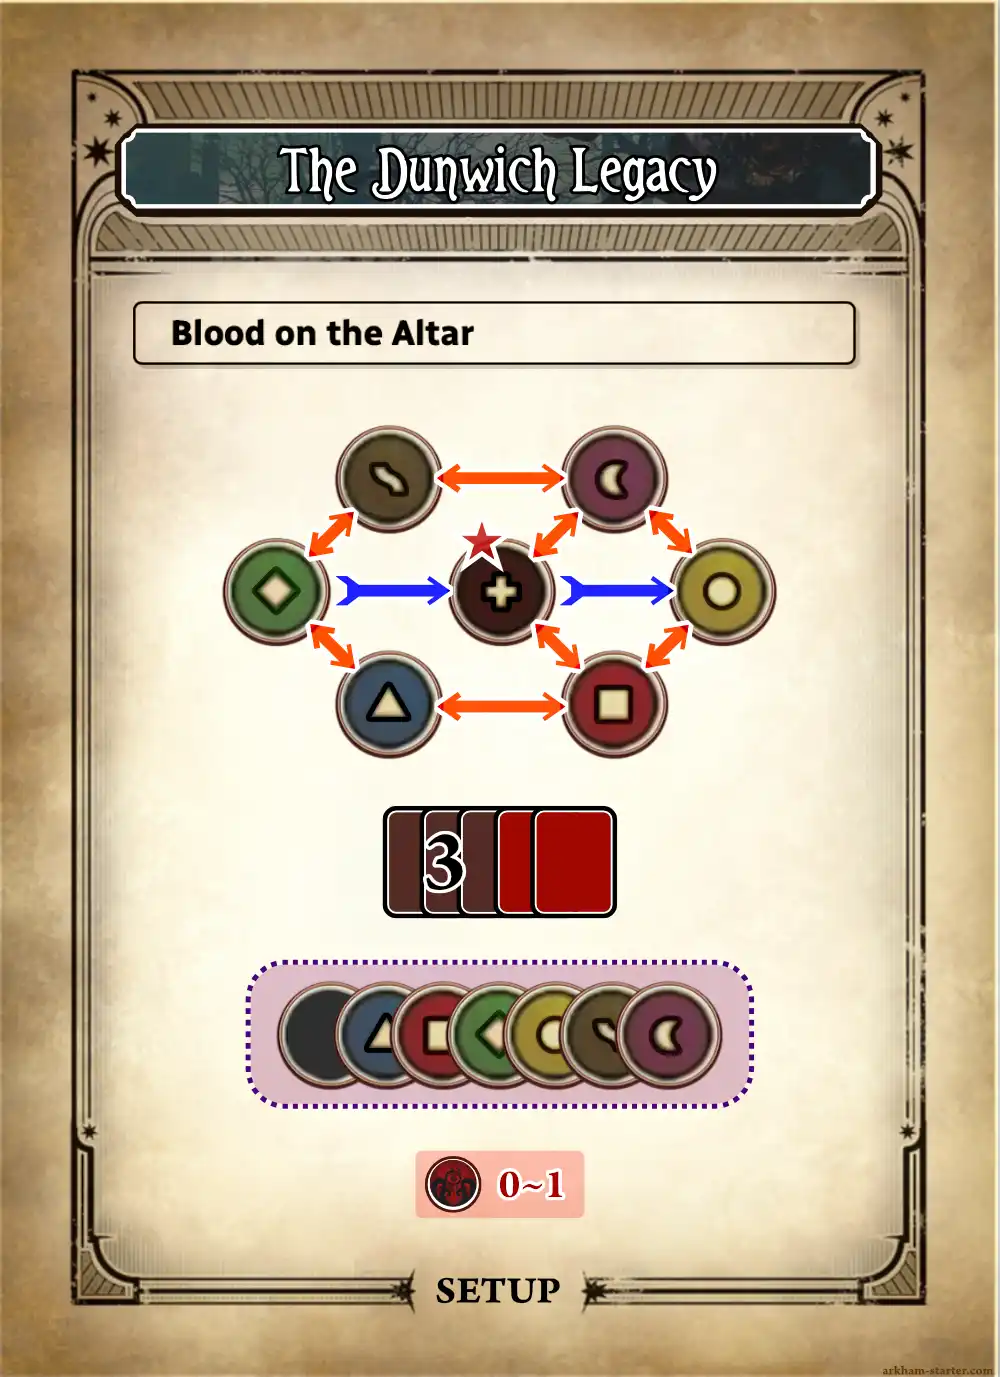 The Dunwich Legacy
Blood on the Altar
3
0~1
SETUP
arkham-starter.com